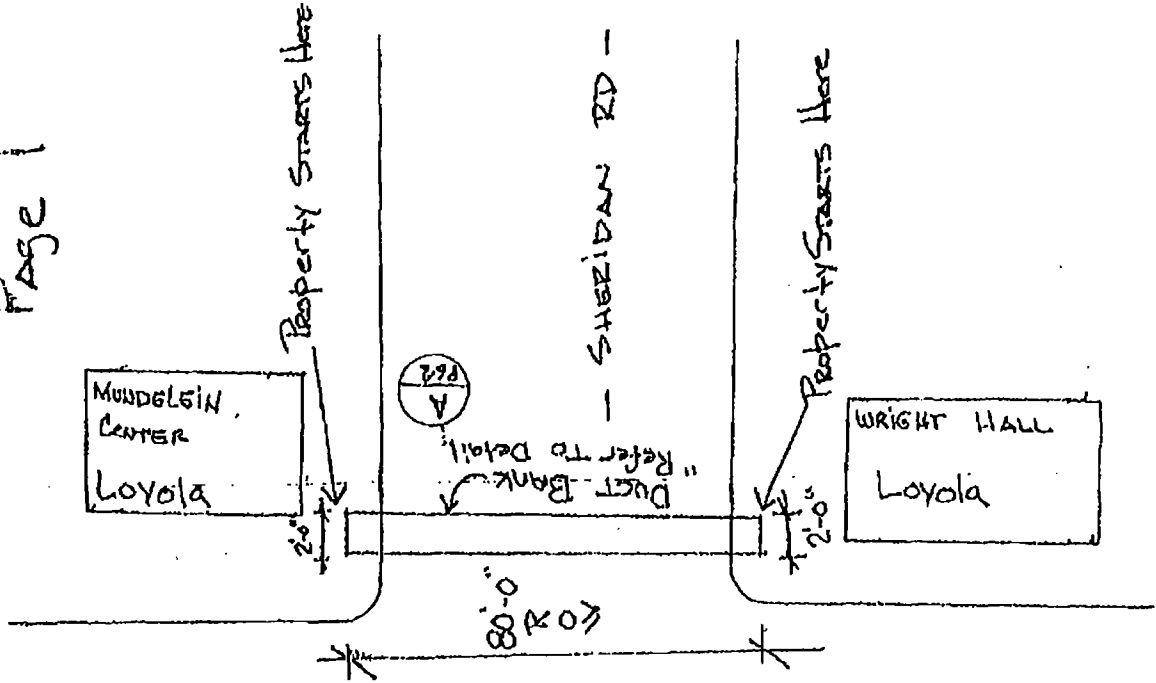 Page 1
Property Starts Here
MUNDELEIN
CENTER
Loyola
A
PG2
Duct Bank
"Refer To Detail"
- SHERIDAN RD -
Property Starts Here
WRIGHT HALL
Loyola
2'-0"
2'-0"
80'-0"